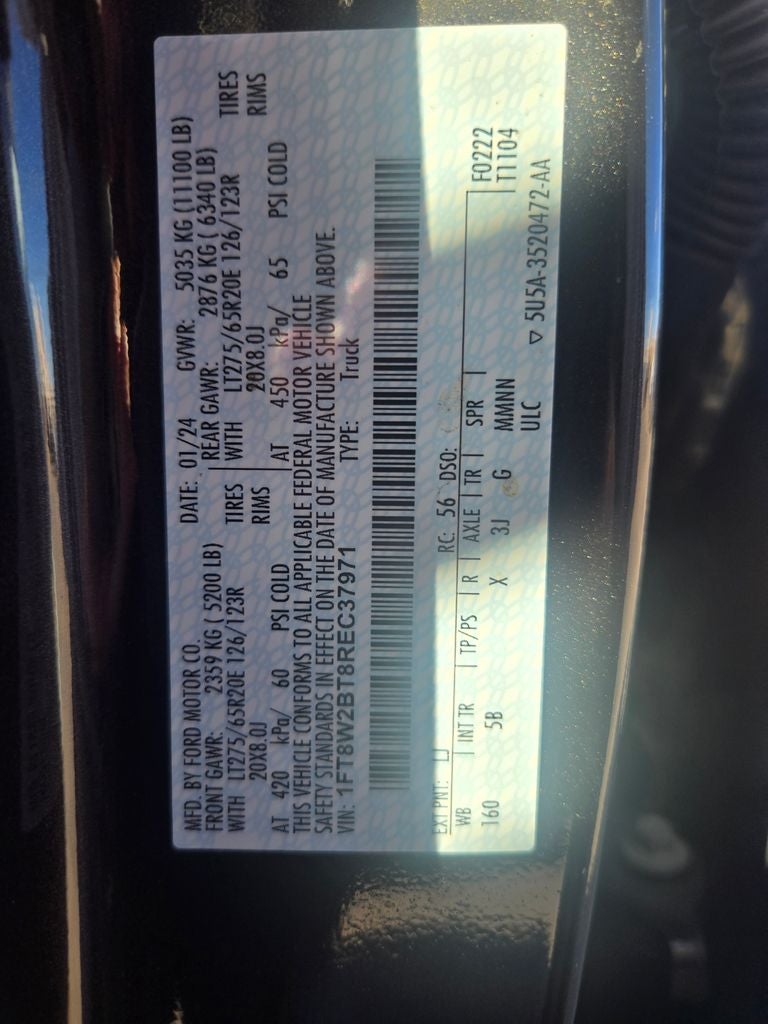 MFD. BY FORD MOTOR CO. DATE: 01/24 GVWR: 5035 KG (11100 LB)
FRONT GAWR: 2359 KG ( 5200 LB) REAR GAWR: 2876 KG ( 6340 LB)
WITH LT275/65R20E 126/123R TIRES WITH LT275/65R20E 126/123R TIRES
20X8.0J RIMS 20X8.0J RIMS
AT 420 kPa/ 60 PSI COLD AT 450 kPa/ 65 PSI COLD
THIS VEHICLE CONFORMS TO ALL APPLICABLE FEDERAL MOTOR VEHICLE
SAFETY STANDARDS IN EFFECT ON THE DATE OF MANUFACTURE SHOWN ABOVE.
VIN: 1FT8W2BT8REC37971 TYPE: Truck
EXT PNT: LJ RC: 56 DSO:
WB INT TR TP/PS R AXLE TR SPR F0222
160 5B X 3J G MMNN T1104
ULC ▽ 5U5A-3520472-AA